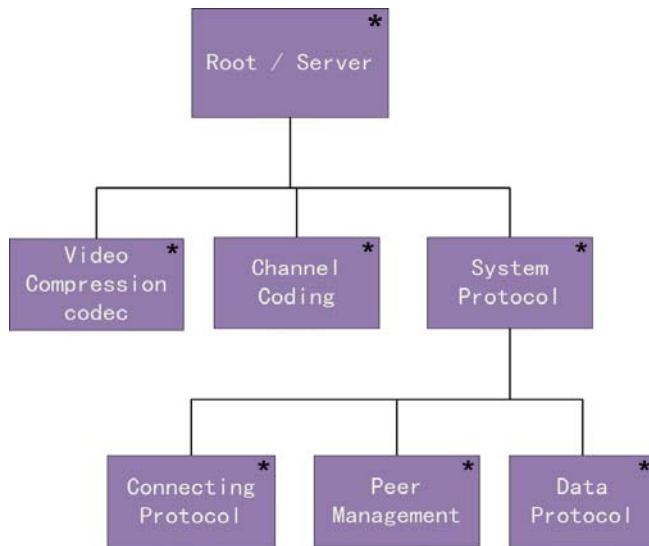 *
Root / Server
*
Video
Compression
codec
*
Channel
Coding
*
System
Protocol
*
Connecting
Protocol
*
Peer
Management
*
Data
Protocol